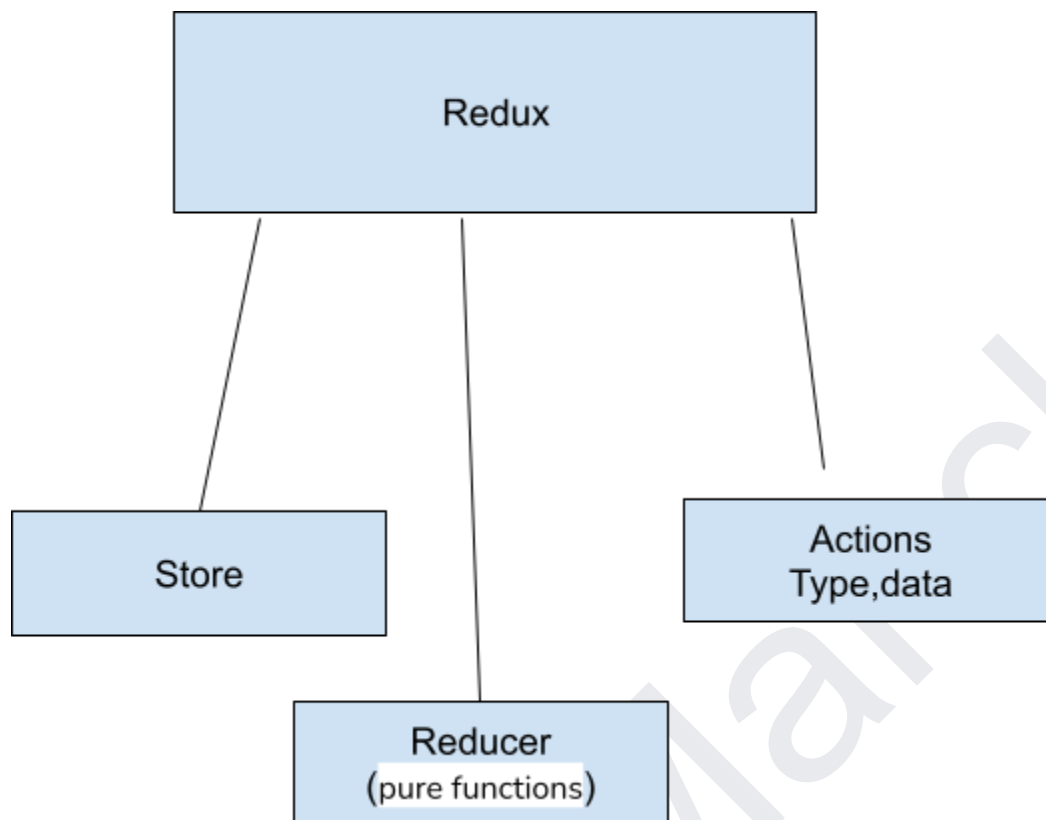 Redux
Store
Actions
Type,data
Reducer
(pure functions)